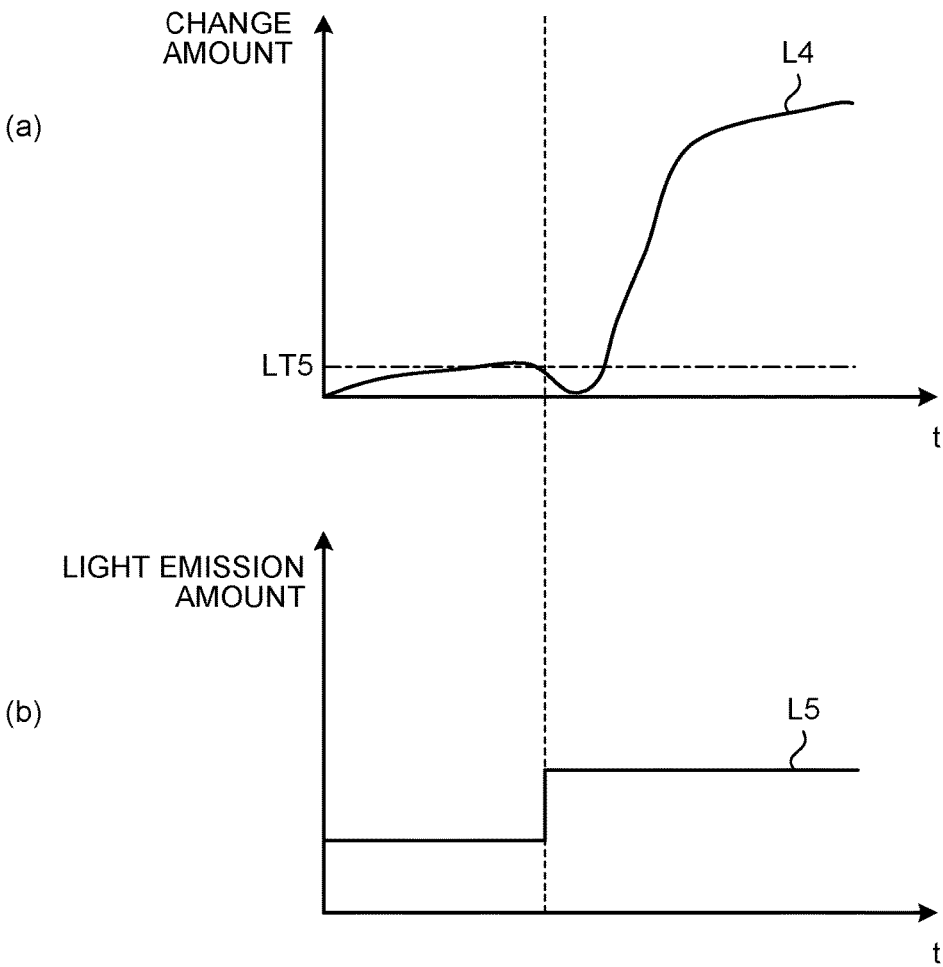 CHANGE
AMOUNT
L4
(a)
LT5
t
LIGHT EMISSION
AMOUNT
(b)
L5
t